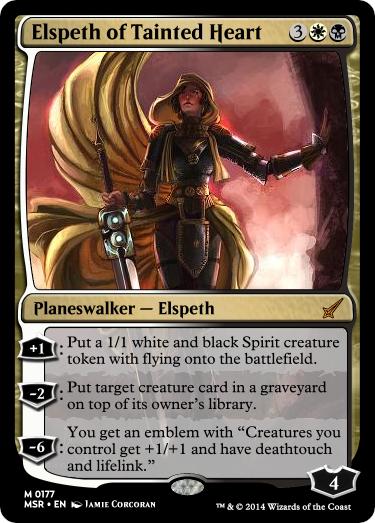 Elspeth of Tainted Heart 3
Planeswalker — Elspeth
+1: Put a 1/1 white and black Spirit creature
token with flying onto the battlefield.
-2: Put target creature card in a graveyard
on top of its owner's library.
-6: You get an emblem with “Creatures you
control get +1/+1 and have deathtouch
and lifelink.”
4
M 0177
MSR • EN Jamie Corcoran
™ & © 2014 Wizards of the Coast